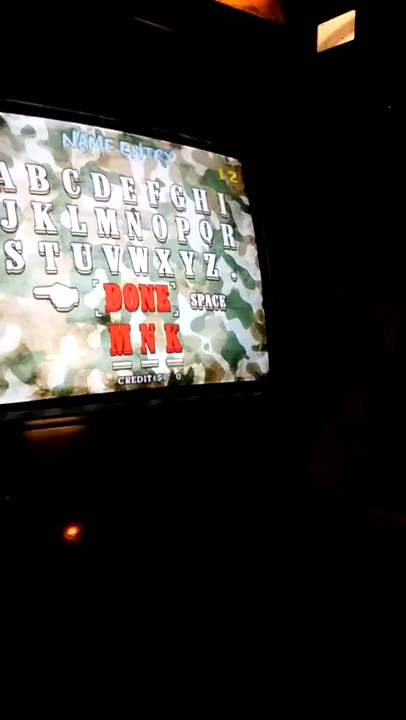 NAME ENTRY
12
A B C D E F G H I
J K L M N O P Q R
S T U V W X Y Z .
DONE SPACE
M N K
CREDIT(S) 0